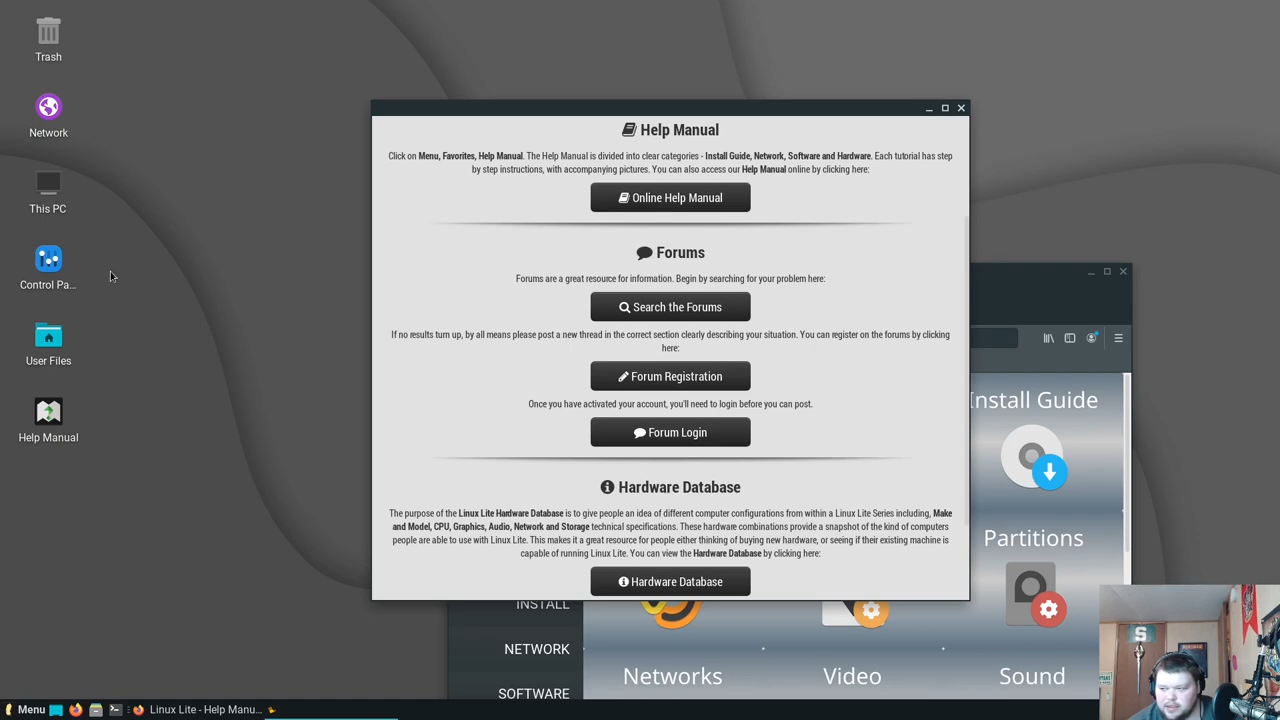 Trash
Network
This PC
Control Pa...
User Files
Help Manual
Help Manual
Click on Menu, Favorites, Help Manual. The Help Manual is divided into clear categories - Install Guide, Network, Software and Hardware. Each tutorial has step
by step instructions, with accompanying pictures. You can also access our Help Manual online by clicking here:
Online Help Manual
Forums
Forums are a great resource for information. Begin by searching for your problem here:
Search the Forums
If no results turn up, by all means please post a new thread in the correct section clearly describing your situation. You can register on the forums by clicking
here:
Forum Registration
Once you have activated your account, you'll need to login before you can post.
Forum Login
Hardware Database
The purpose of the Linux Lite Hardware Database is to give people an idea of different computer configurations from within a Linux Lite Series including, Make
and Model, CPU, Graphics, Audio, Network and Storage technical specifications. These hardware combinations provide a snapshot of the kind of computers
people are able to use with Linux Lite. This makes it a great resource for people either thinking of buying new hardware, or seeing if their existing machine is
capable of running Linux Lite. You can view the Hardware Database by clicking here:
Hardware Database
Install Guide
Partitions
INSTALL
NETWORK
SOFTWARE
Networks
Video
Sound
Menu
Linux Lite - Help Manu...